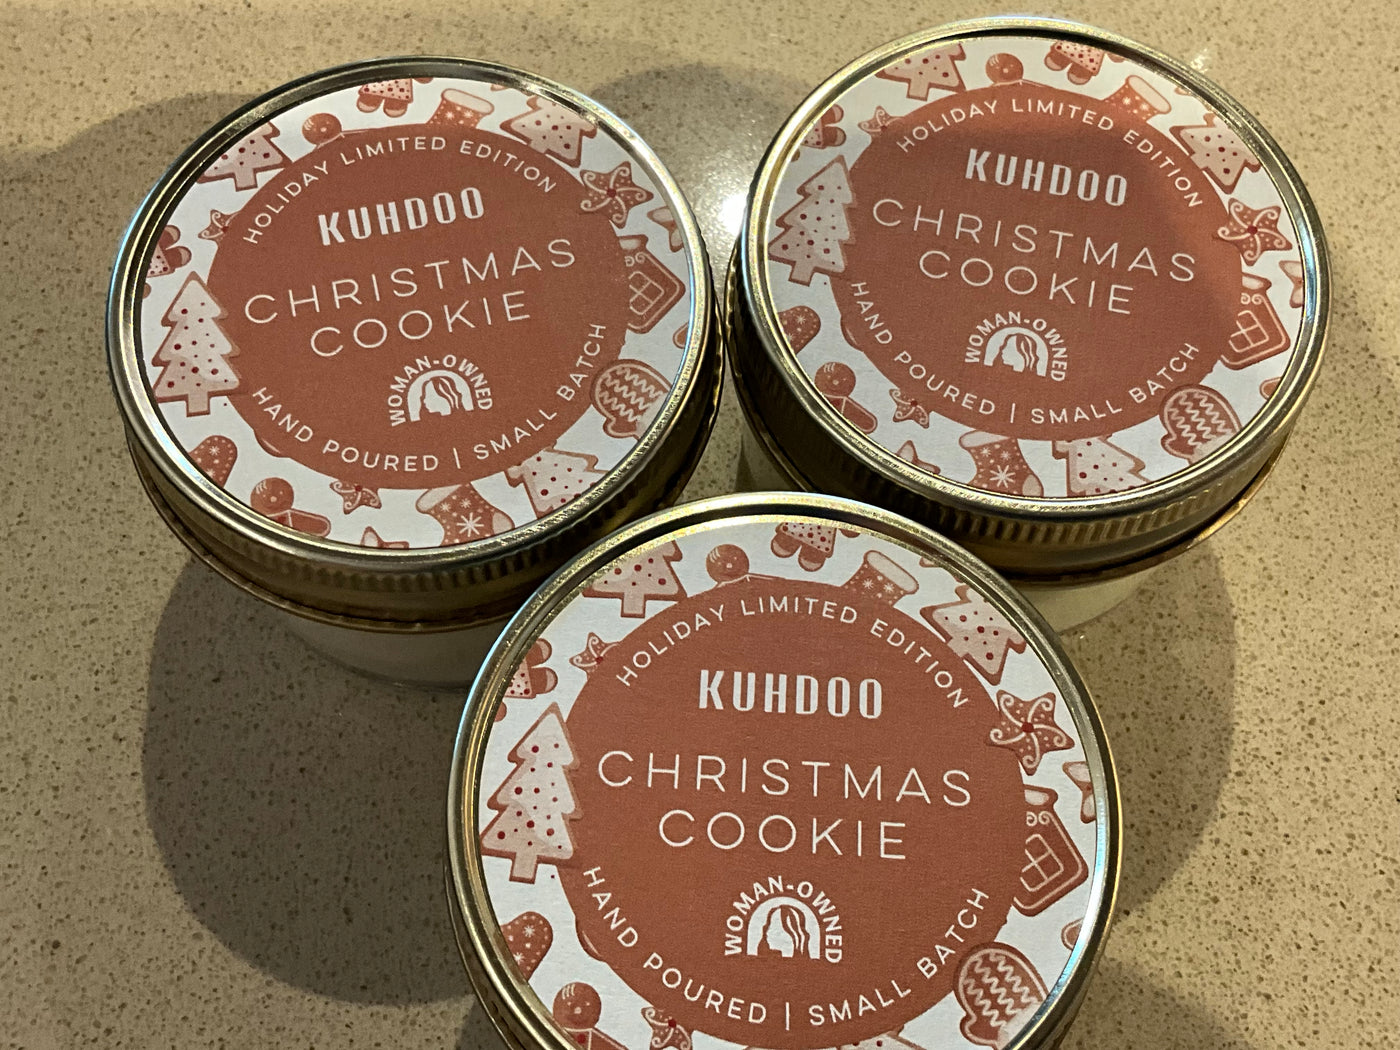 HOLIDAY LIMITED EDITION
KUHDOO
CHRISTMAS
COOKIE
WOMAN-OWNED
HAND POURED | SMALL BATCH
HOLIDAY LIMITED EDITION
KUHDOO
CHRISTMAS
COOKIE
WOMAN-OWNED
HAND POURED | SMALL BATCH
HOLIDAY LIMITED EDITION
KUHDOO
CHRISTMAS
COOKIE
WOMAN-OWNED
HAND POURED | SMALL BATCH